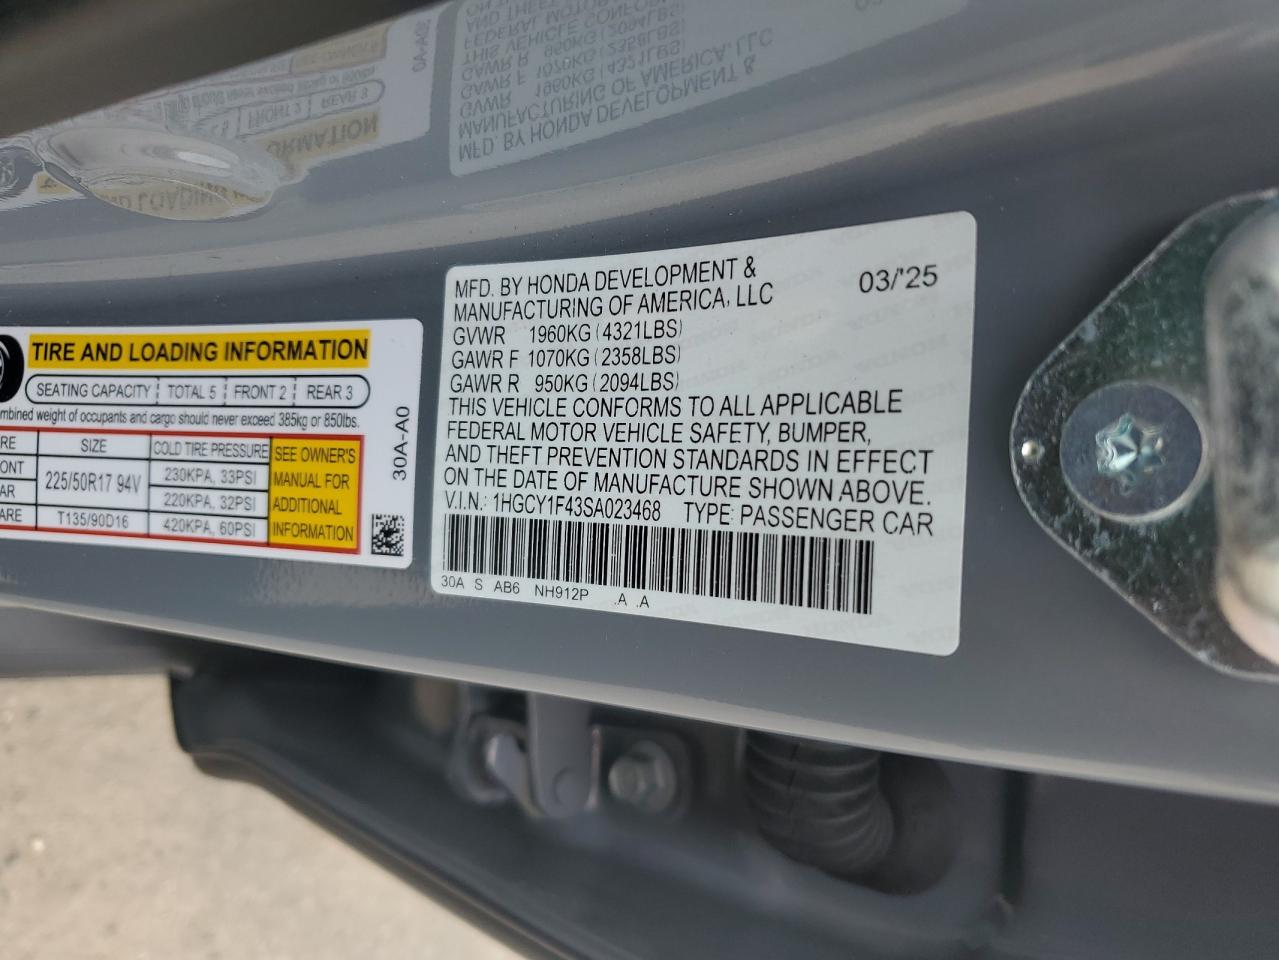 TIRE AND LOADING INFORMATION
SEATING CAPACITY TOTAL 5 FRONT 2 REAR 3
weight of occupants and cargo should never exceed 385kg or 850lbs.
SIZE COLD TIRE PRESSURE SEE OWNER'S MANUAL FOR ADDITIONAL INFORMATION
225/50R17 94V 230KPA, 33PSI
220KPA, 32PSI
T135/90D16 420KPA, 60PSI
30A-A0
MFD. BY HONDA DEVELOPMENT & 03/'25
MANUFACTURING OF AMERICA, LLC
GVWR 1960KG (4321LBS)
GAWR F 1070KG (2358LBS)
GAWR R 950KG (2094LBS)
THIS VEHICLE CONFORMS TO ALL APPLICABLE
FEDERAL MOTOR VEHICLE SAFETY, BUMPER,
AND THEFT PREVENTION STANDARDS IN EFFECT
ON THE DATE OF MANUFACTURE SHOWN ABOVE.
V.I.N.: 1HGCY1F43SA023468 TYPE: PASSENGER CAR
30A S AB6 NH912P .A .A